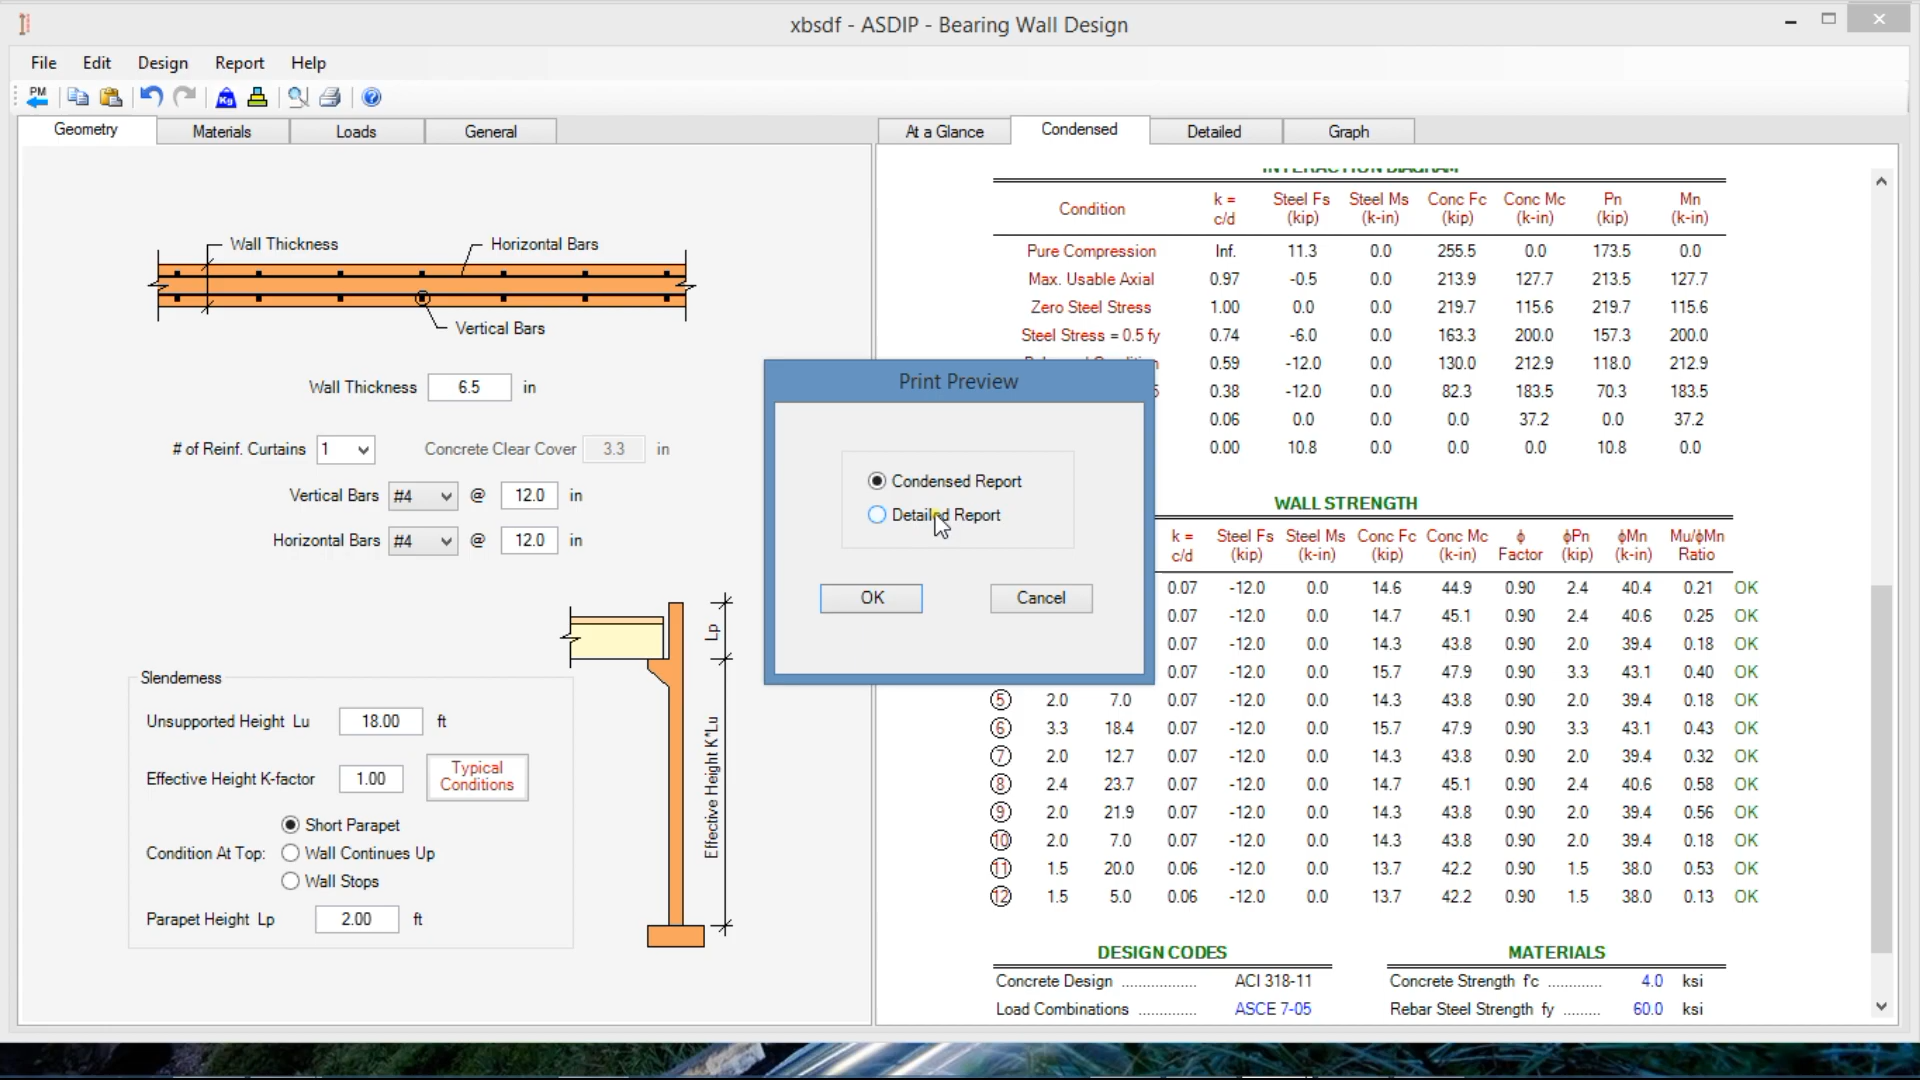 xbsdf - ASDIP - Bearing Wall Design
File Edit Design Report Help
PM Kg
Geometry Materials Loads General
At a Glance Condensed Detailed Graph
Wall Thickness Horizontal Bars
Vertical Bars
Wall Thickness 6.5 in
# of Reinf. Curtains 1 Concrete Clear Cover 3.3 in
Vertical Bars #4 @ 12.0 in
Horizontal Bars #4 @ 12.0 in
Lp
Effective Height K*Lu
Slenderness
Unsupported Height Lu 18.00 ft
Effective Height K-factor 1.00 Typical Conditions
Short Parapet
Condition At Top: Wall Continues Up
Wall Stops
Parapet Height Lp 2.00 ft
Print Preview
Condensed Report
Detailed Report
OK Cancel
INTERACTION DIAGRAM
Condition k = c/d Steel Fs (kip) Steel Ms (k-in) Conc Fc (kip) Conc Mc (k-in) Pn (kip) Mn (k-in)
Pure Compression Inf. 11.3 0.0 255.5 0.0 173.5 0.0
Max. Usable Axial 0.97 -0.5 0.0 213.9 127.7 213.5 127.7
Zero Steel Stress 1.00 0.0 0.0 219.7 115.6 219.7 115.6
Steel Stress = 0.5 fy 0.74 -6.0 0.0 163.3 200.0 157.3 200.0
0.59 -12.0 0.0 130.0 212.9 118.0 212.9
0.38 -12.0 0.0 82.3 183.5 70.3 183.5
0.06 0.0 0.0 0.0 37.2 0.0 37.2
0.00 10.8 0.0 0.0 0.0 10.8 0.0
WALL STRENGTH
k = c/d Steel Fs (kip) Steel Ms (k-in) Conc Fc (kip) Conc Mc (k-in) ϕ Factor ϕPn (kip) ϕMn (k-in) Mu/ϕMn Ratio
0.07 -12.0 0.0 14.6 44.9 0.90 2.4 40.4 0.21 OK
0.07 -12.0 0.0 14.7 45.1 0.90 2.4 40.6 0.25 OK
0.07 -12.0 0.0 14.3 43.8 0.90 2.0 39.4 0.18 OK
0.07 -12.0 0.0 15.7 47.9 0.90 3.3 43.1 0.40 OK
5 2.0 7.0 0.07 -12.0 0.0 14.3 43.8 0.90 2.0 39.4 0.18 OK
6 3.3 18.4 0.07 -12.0 0.0 15.7 47.9 0.90 3.3 43.1 0.43 OK
7 2.0 12.7 0.07 -12.0 0.0 14.3 43.8 0.90 2.0 39.4 0.32 OK
8 2.4 23.7 0.07 -12.0 0.0 14.7 45.1 0.90 2.4 40.6 0.58 OK
9 2.0 21.9 0.07 -12.0 0.0 14.3 43.8 0.90 2.0 39.4 0.56 OK
10 2.0 7.0 0.07 -12.0 0.0 14.3 43.8 0.90 2.0 39.4 0.18 OK
11 1.5 20.0 0.06 -12.0 0.0 13.7 42.2 0.90 1.5 38.0 0.53 OK
12 1.5 5.0 0.06 -12.0 0.0 13.7 42.2 0.90 1.5 38.0 0.13 OK
DESIGN CODES
Concrete Design .................. ACI 318-11
Load Combinations .............. ASCE 7-05
MATERIALS
Concrete Strength f'c ............. 4.0 ksi
Rebar Steel Strength fy ......... 60.0 ksi